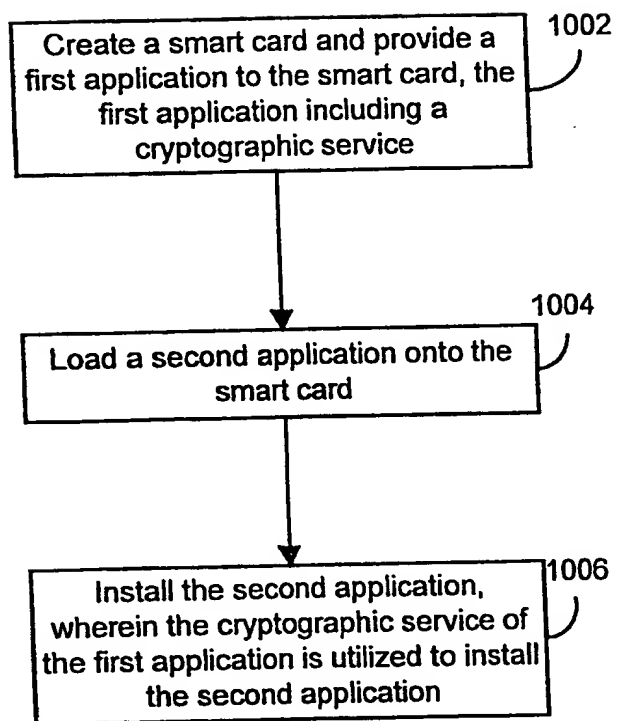 1002
Create a smart card and provide a
first application to the smart card, the
first application including a
cryptographic service
1004
Load a second application onto the
smart card
1006
Install the second application,
wherein the cryptographic service of
the first application is utilized to install
the second application